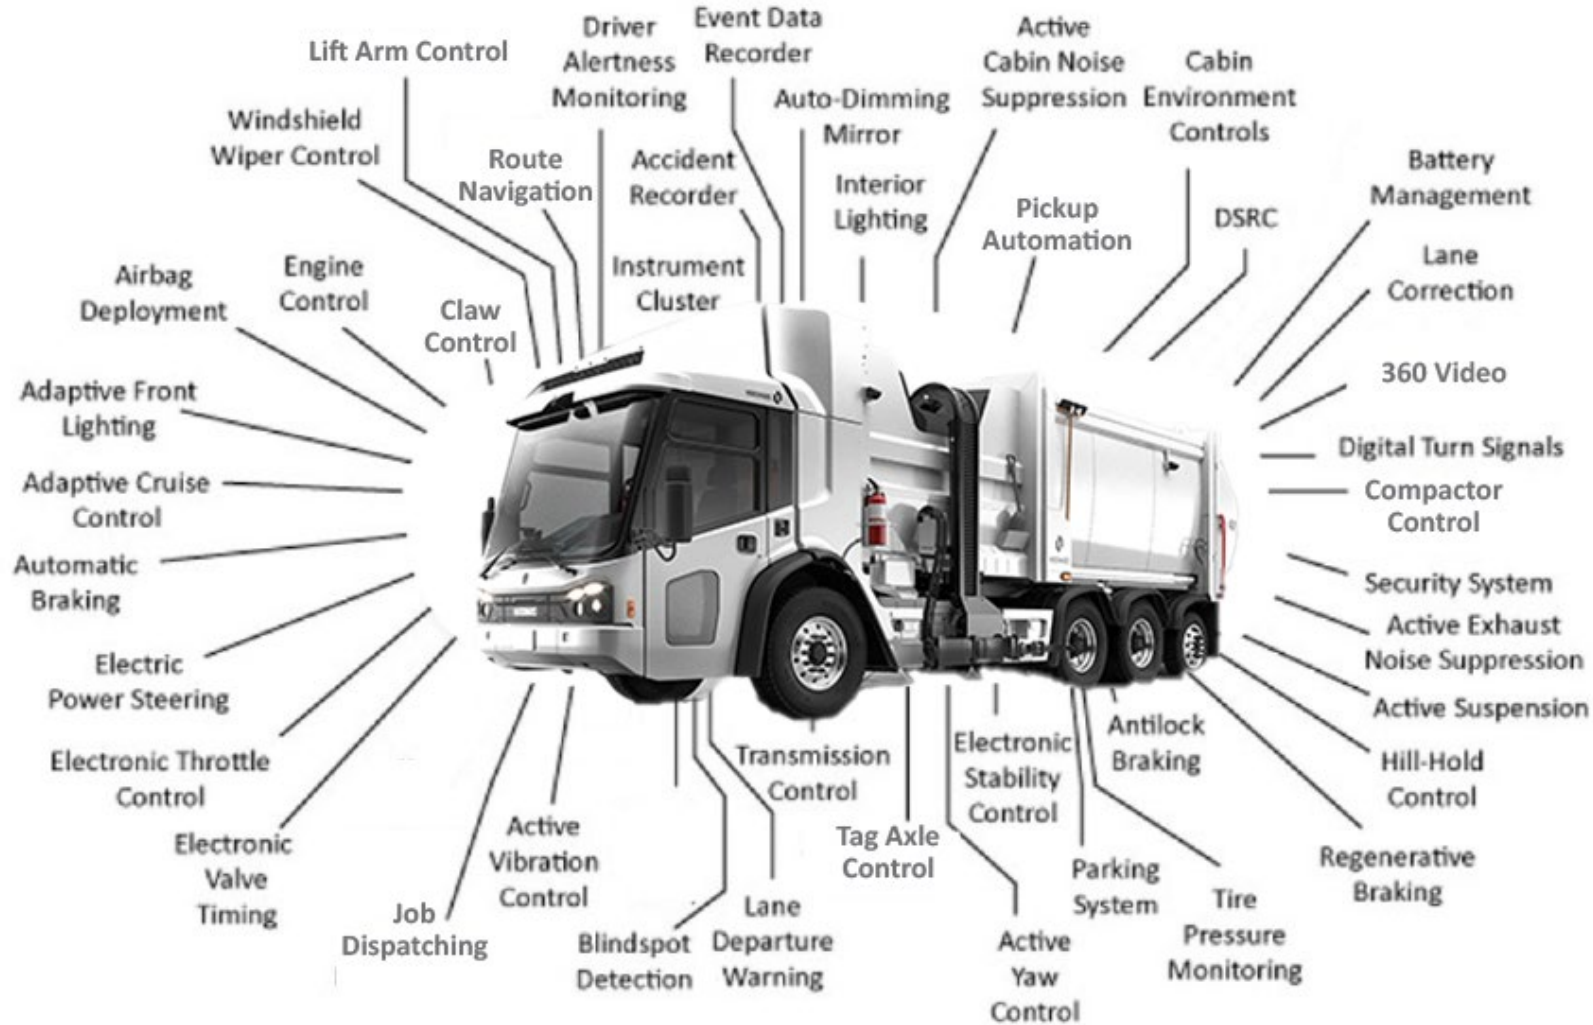 Lift Arm Control
Driver
Alertness
Monitoring
Event Data
Recorder
Auto-Dimming
Mirror
Active
Cabin Noise
Suppression
Cabin
Environment
Controls
Windshield
Wiper Control
Route
Navigation
Accident
Recorder
Interior
Lighting
Pickup
Automation
DSRC
Battery
Management
Airbag
Deployment
Engine
Control
Claw
Control
Instrument
Cluster
Lane
Correction
360 Video
Adaptive Front
Lighting
Digital Turn Signals
Adaptive Cruise
Control
Compactor
Control
Automatic
Braking
Security System
Active Exhaust
Noise Suppression
Electric
Power Steering
Active Suspension
Electronic Throttle
Control
Transmission
Control
Electronic
Stability
Control
Antilock
Braking
Hill-Hold
Control
Electronic
Valve
Timing
Active
Vibration
Control
Tag Axle
Control
Parking
System
Regenerative
Braking
Job
Dispatching
Blindspot
Detection
Lane
Departure
Warning
Active
Yaw
Control
Tire
Pressure
Monitoring